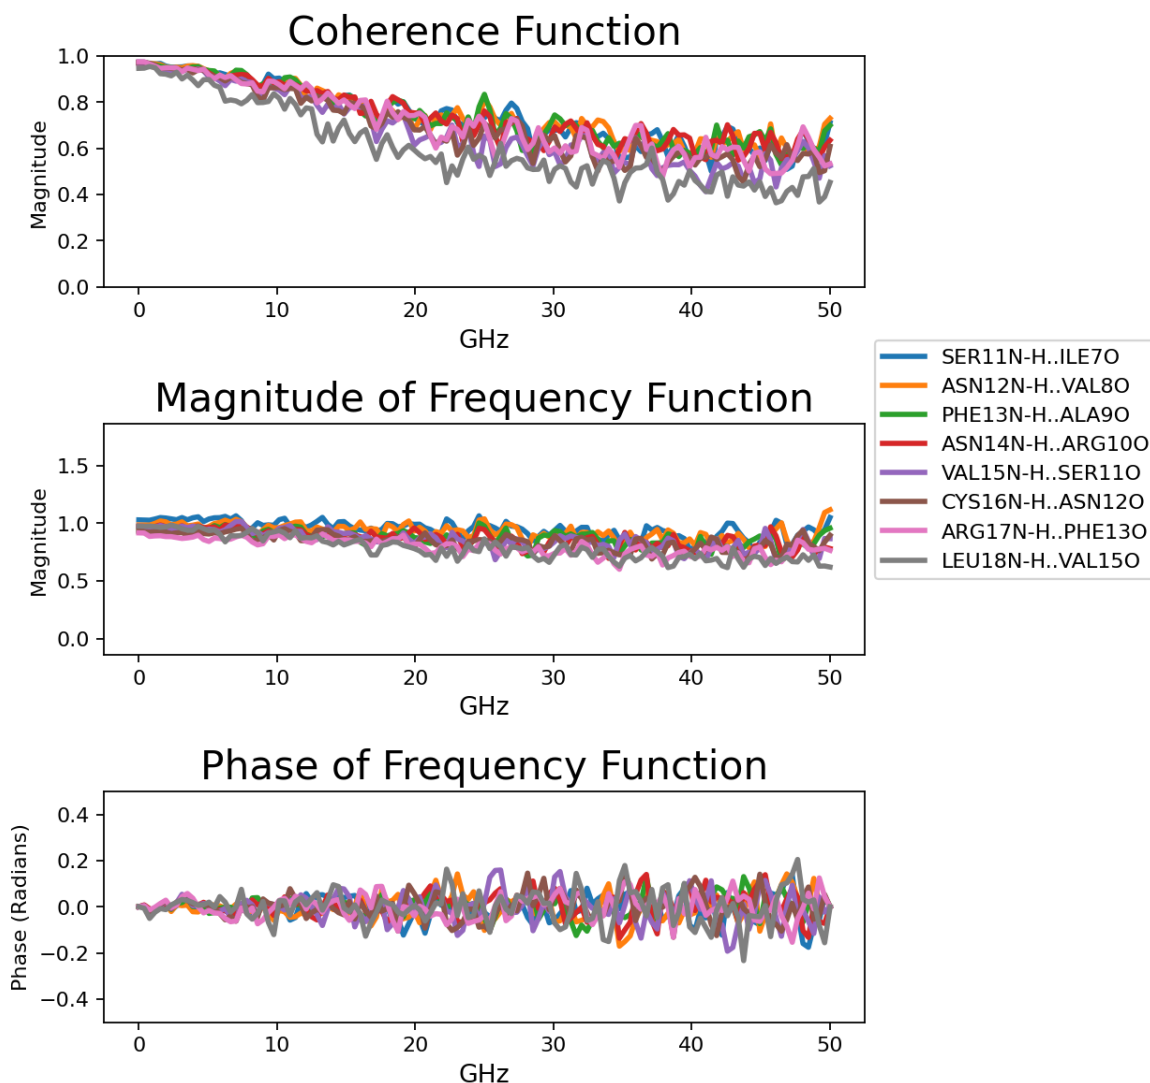 Coherence Function
1.0
0.8
0.6
0.4
0.2
0.0
Magnitude
0 10 20 30 40 50
GHz
Magnitude of Frequency Function
1.5
1.0
0.5
0.0
Magnitude
0 10 20 30 40 50
GHz
SER11N-H..ILE7O
ASN12N-H..VAL8O
PHE13N-H..ALA9O
ASN14N-H..ARG10O
VAL15N-H..SER11O
CYS16N-H..ASN12O
ARG17N-H..PHE13O
LEU18N-H..VAL15O
Phase of Frequency Function
0.4
0.2
0.0
−0.2
−0.4
Phase (Radians)
0 10 20 30 40 50
GHz